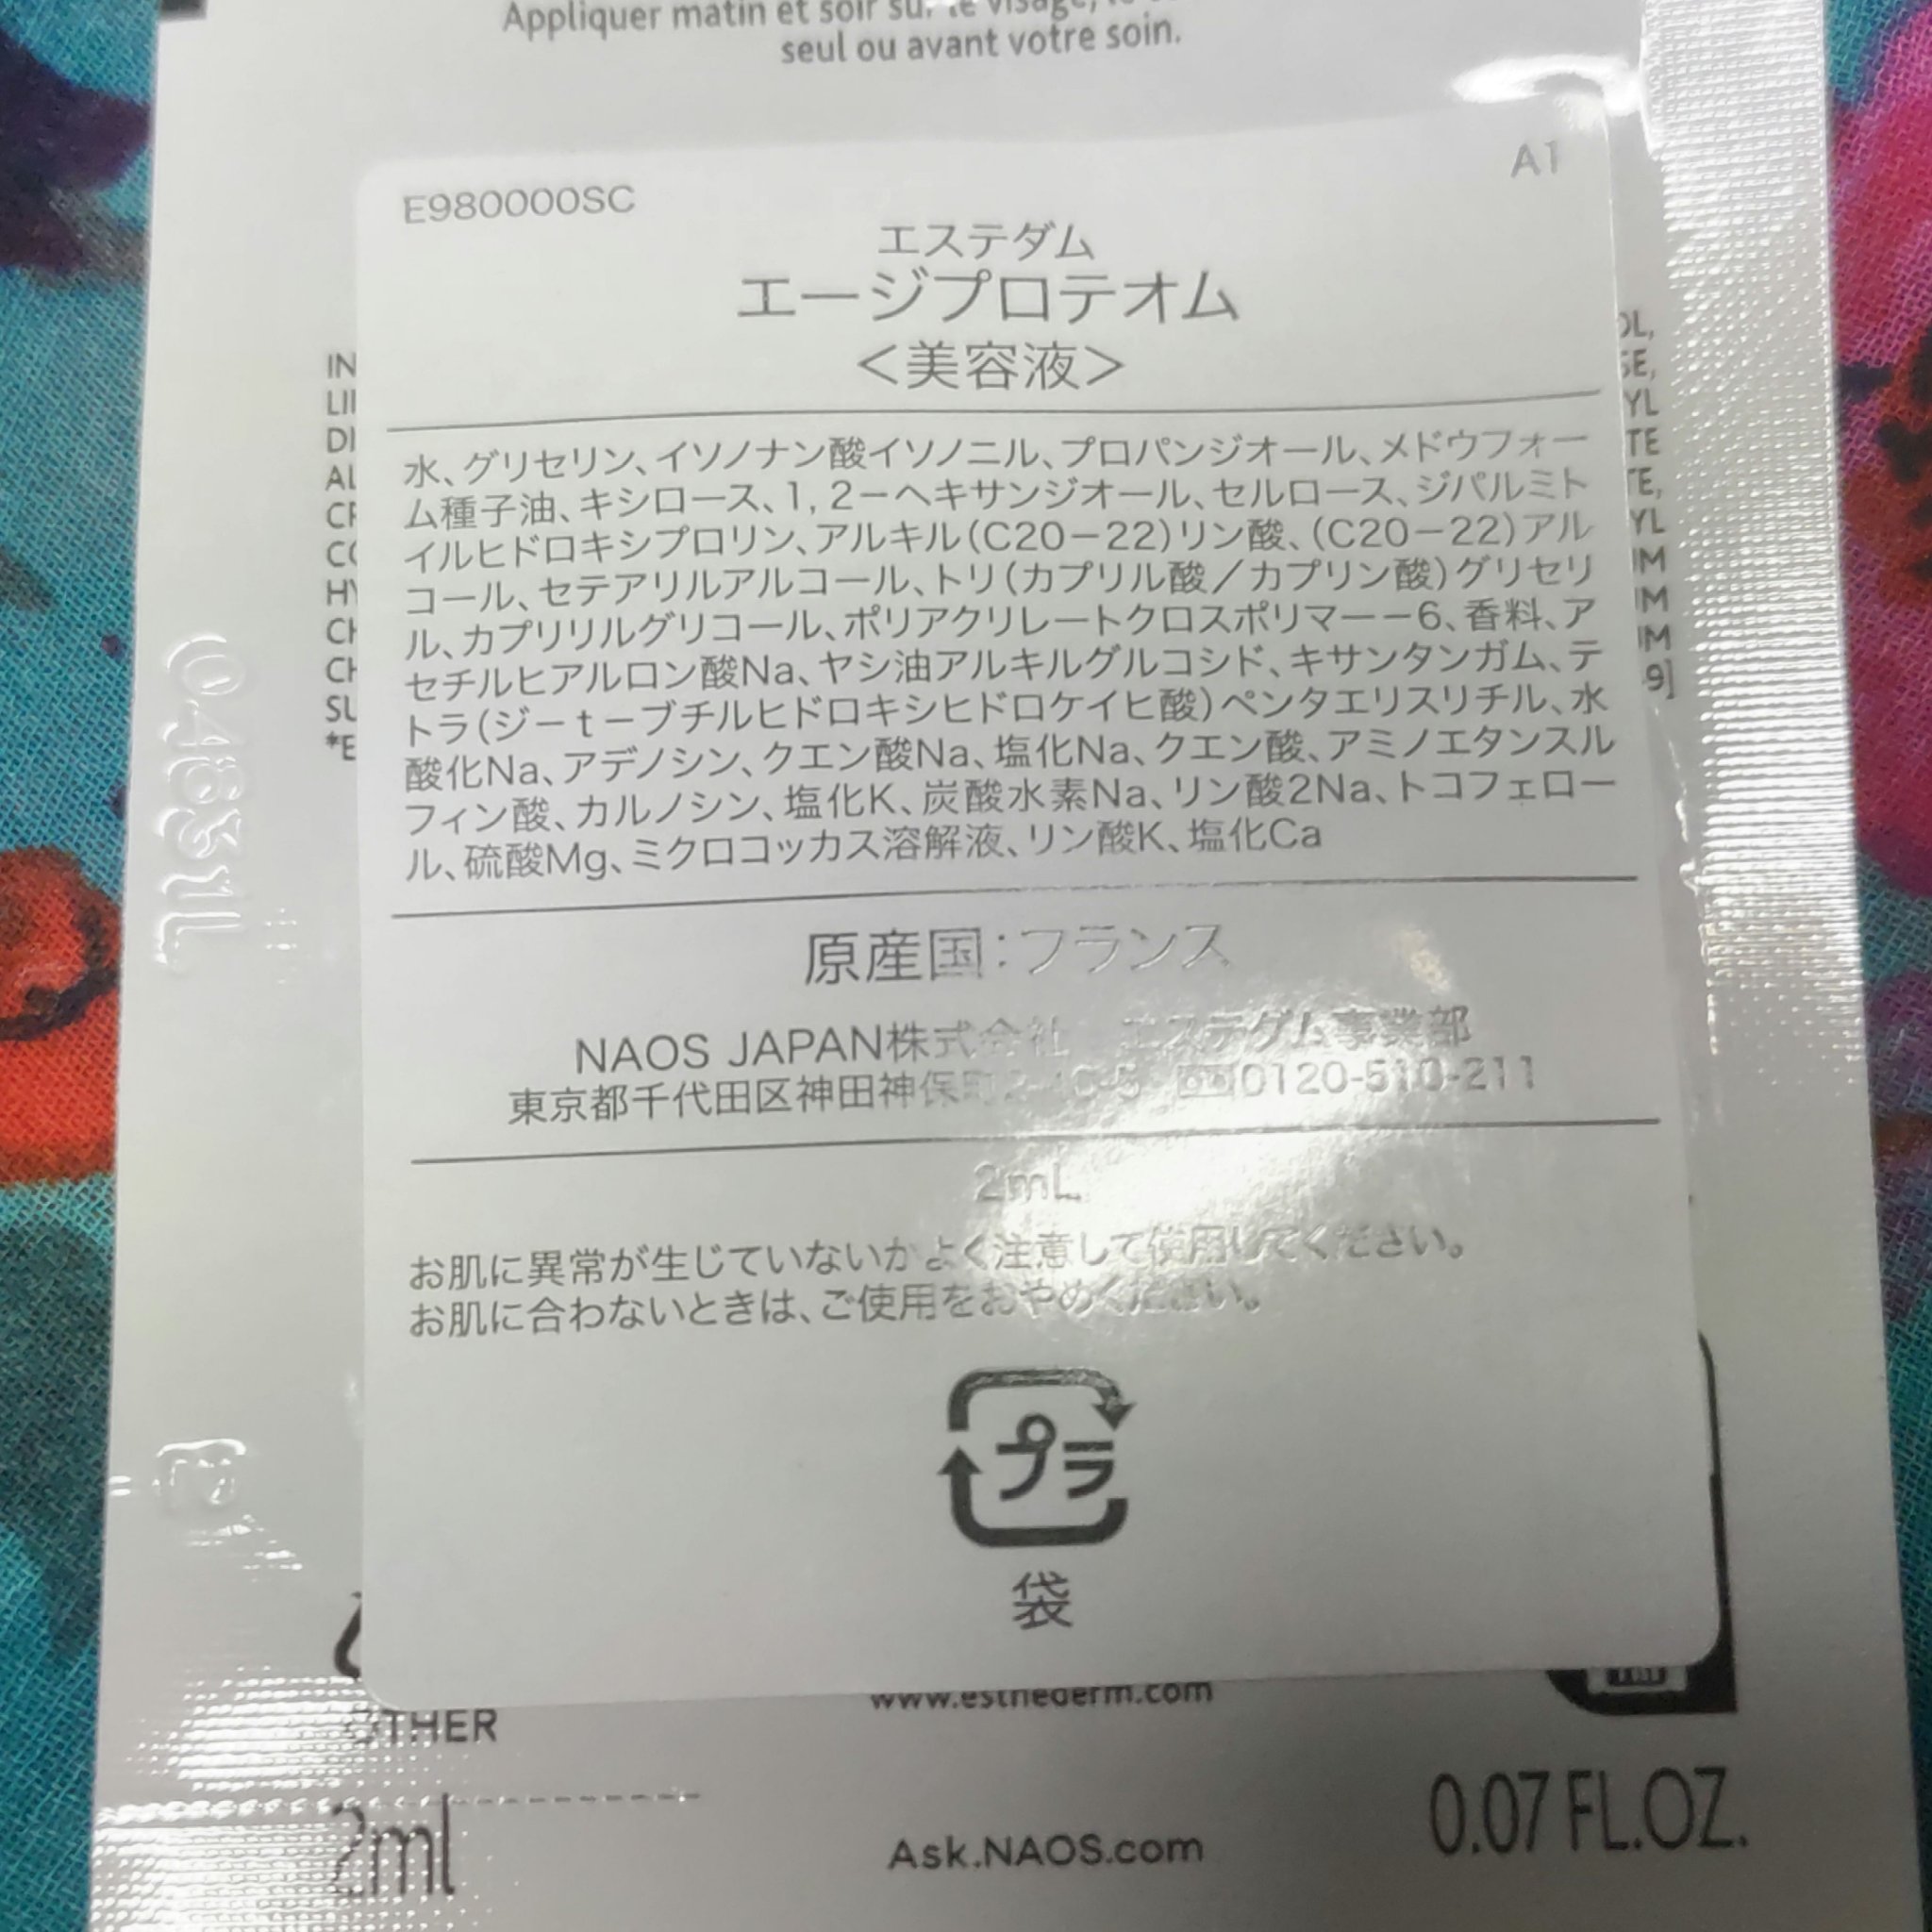 Appliquer matin et soir sur le visage, le
seul ou avant votre soin.
E980000SC
A1
エステダム
エージプロテオム
＜美容液＞
水、グリセリン、イソノナン酸イソノニル、プロパンジオール、メドウフォー
ム種子油、キシロース、1,2－ヘキサンジオール、セルロース、ジパルミト
イルヒドロキシプロリン、アルキル(C20－22)リン酸、(C20－22)アル
コール、セテアリルアルコール、トリ(カプリル酸／カプリン酸)グリセリ
ル、カプリリルグリコール、ポリアクリレートクロスポリマー－6、香料、ア
セチルヒアルロン酸Na、ヤシ油アルキルグルコシド、キサンタンガム、テ
トラ(ジーtーブチルヒドロキシヒドロケイヒ酸)ペンタエリスリチル、水
酸化Na、アデノシン、クエン酸Na、塩化Na、クエン酸、アミノエタンスル
フィン酸、カルノシン、塩化K、炭酸水素Na、リン酸2Na、トコフェロー
ル、硫酸Mg、ミクロコッカス溶解液、リン酸K、塩化Ca
原産国：フランス
NAOS JAPAN株式会社 エステダム事業部
東京都千代田区神田神保町2-10-5 0120-510-211
2mL
お肌に異常が生じていないかよく注意して使用してください。
お肌に合わないときは、ご使用をおやめください。
プラ
袋
www.esthederm.com
OTHER
2ml
Ask.NAOS.com
0.07 FL.OZ.
04831L